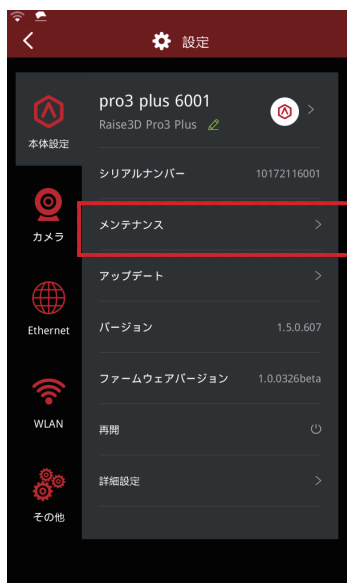 設定
pro3 plus 6001
Raise3D Pro3 Plus
本体設定
シリアルナンバー 10172116001
カメラ
メンテナンス
アップデート
Ethernet
バージョン 1.5.0.607
ファームウェアバージョン 1.0.0326beta
WLAN
再開
詳細設定
その他